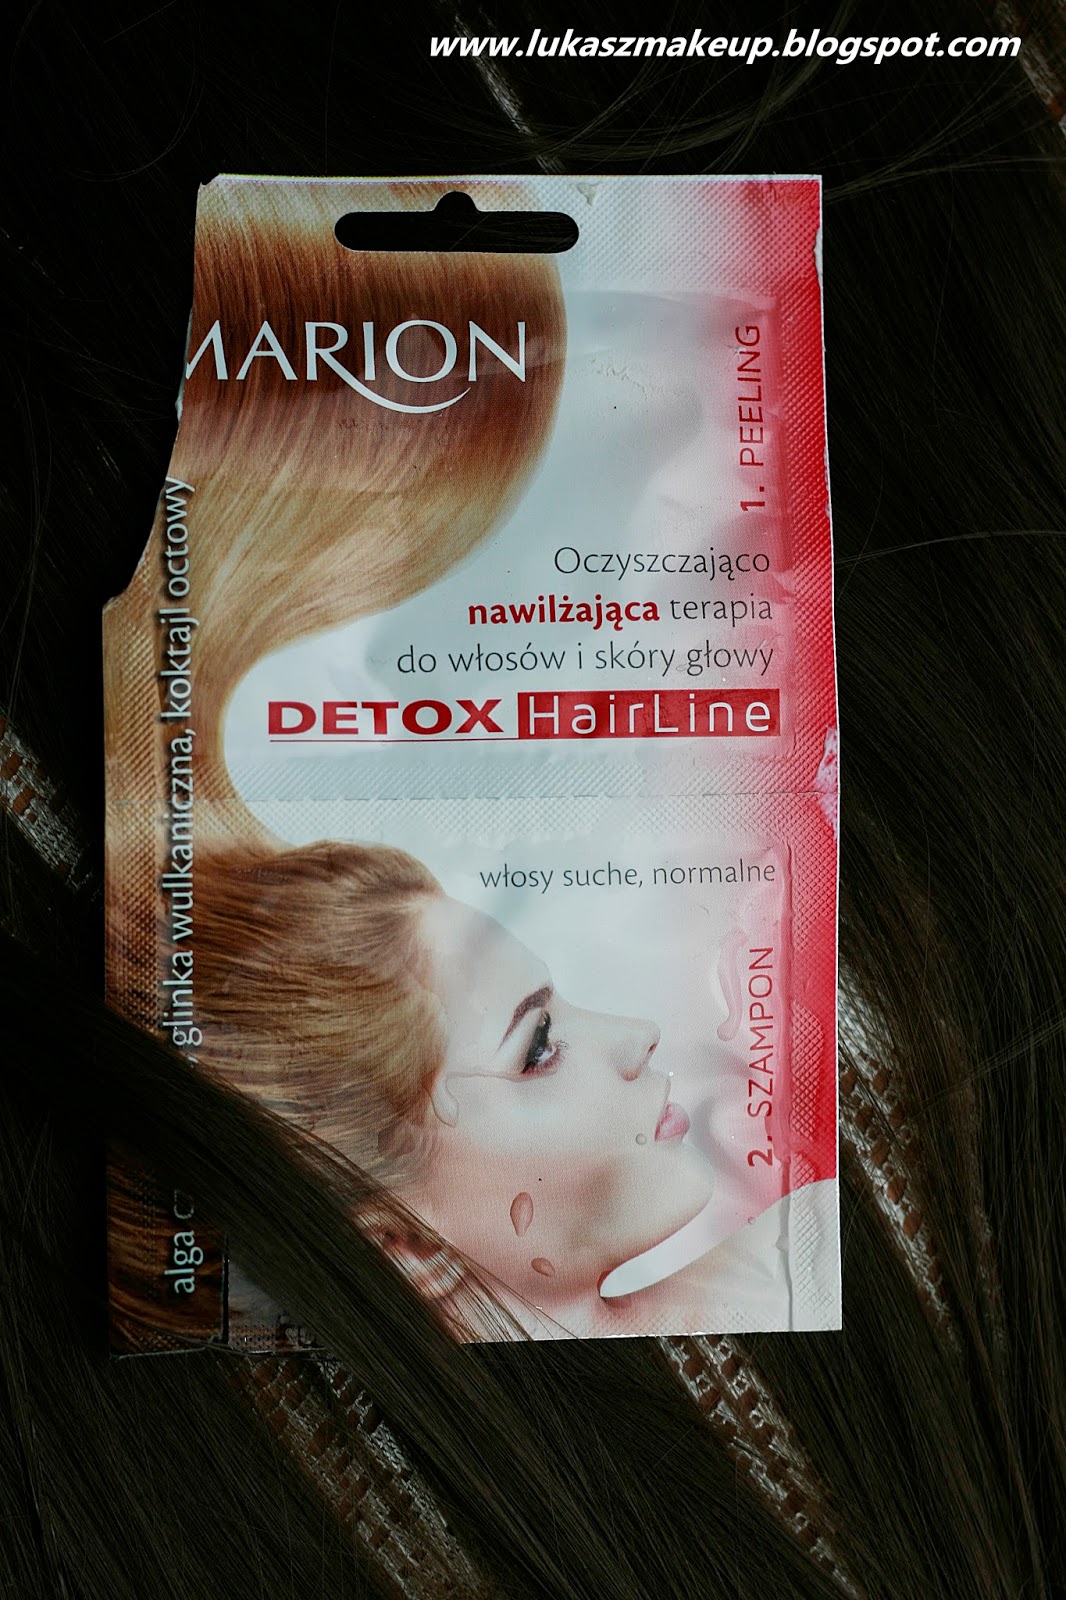 www.lukaszmakeup.blogspot.com
MARION
1. PEELING
Oczyszczająco
nawilżająca terapia
do włosów i skóry głowy
DETOX HairLine
włosy suche, normalne
2. SZAMPON
alga glinka wulkaniczna, koktajl octowy